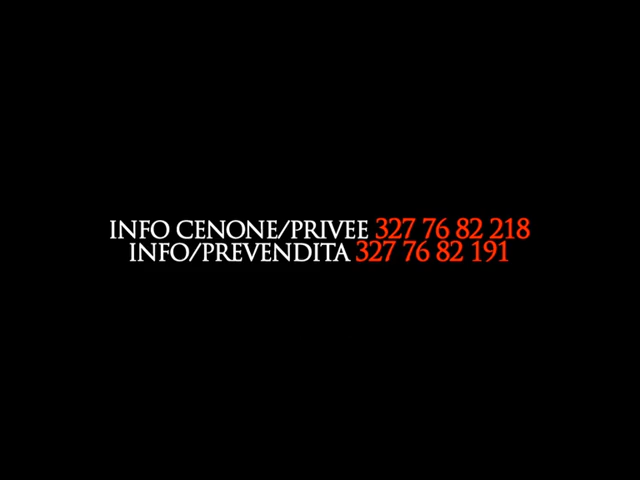 INFO CENONE/PRIVEE 327 76 82 218
INFO/PREVENDITA 327 76 82 191